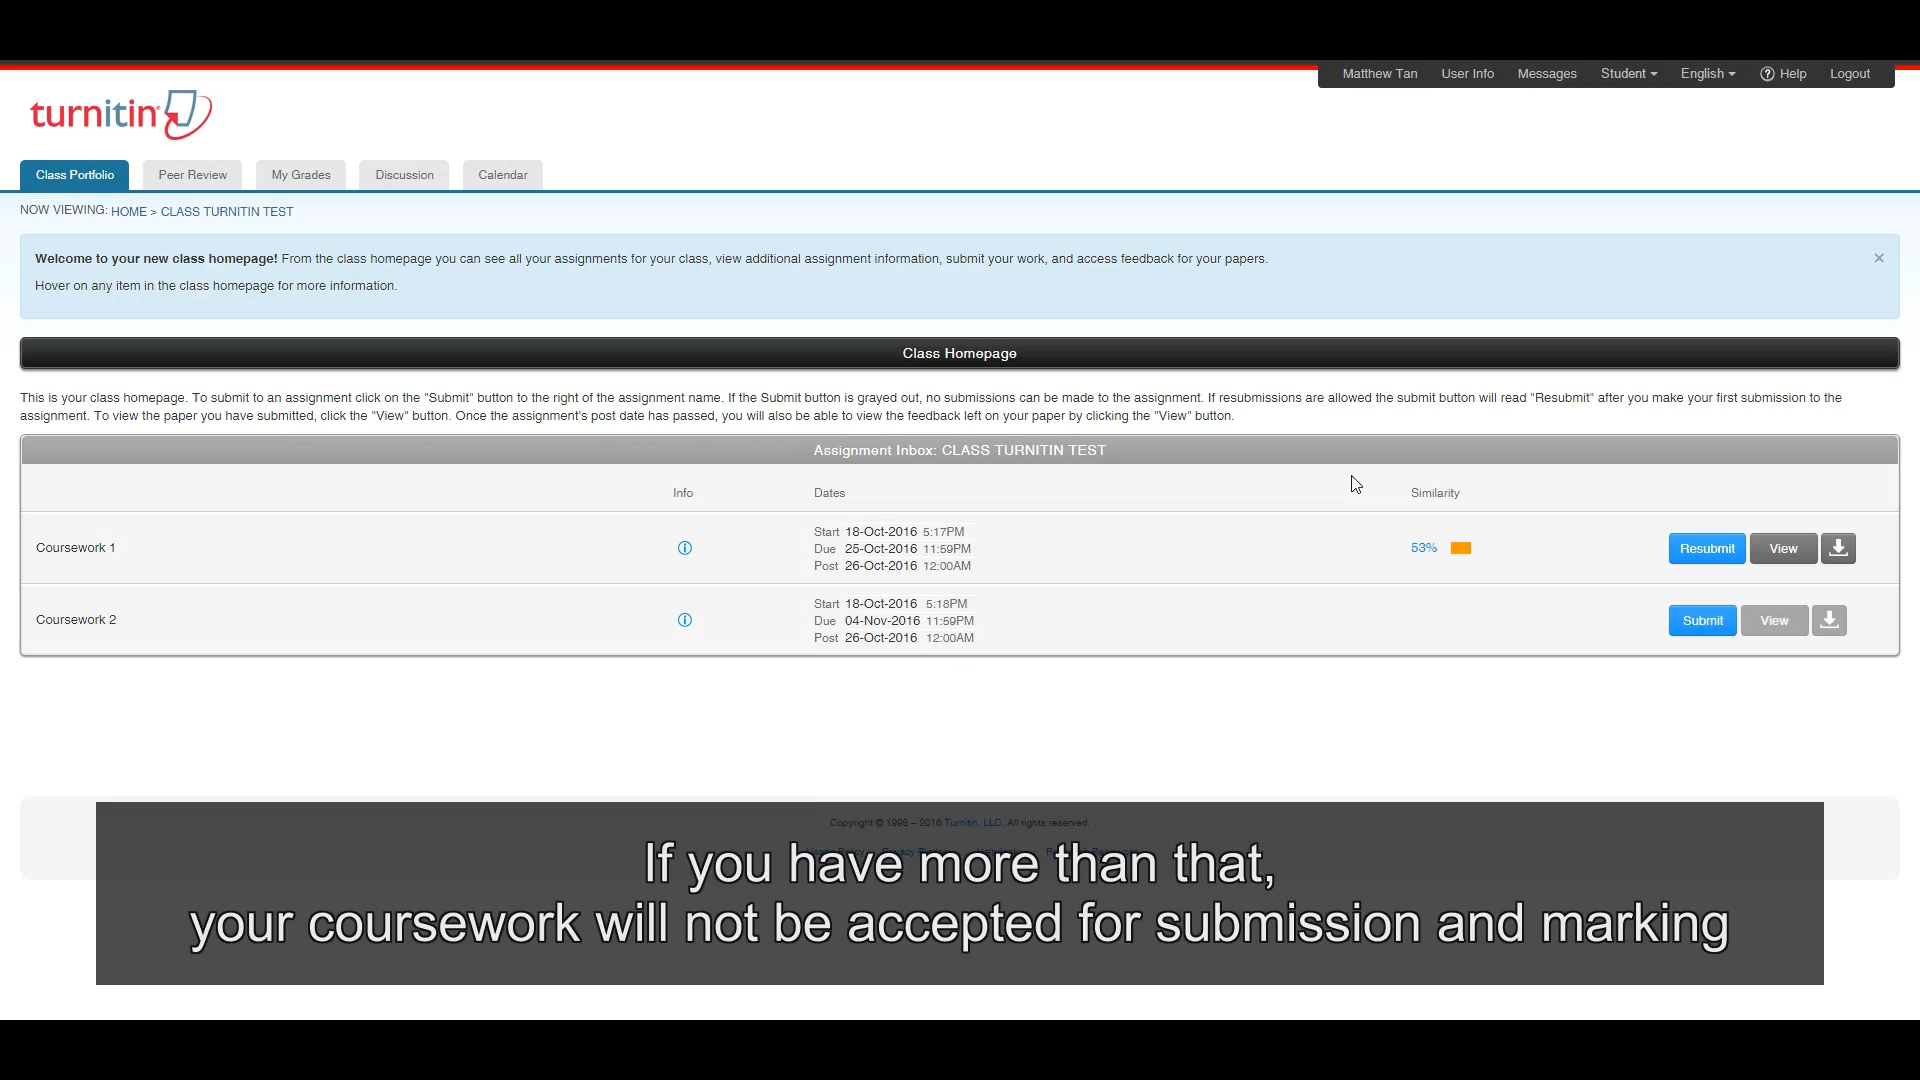 Matthew Tan User Info Messages Student English Help Logout
turnitin
Class Portfolio Peer Review My Grades Discussion Calendar
NOW VIEWING: HOME > CLASS TURNITIN TEST
Welcome to your new class homepage! From the class homepage you can see all your assignments for your class, view additional assignment information, submit your work, and access feedback for your papers.
Hover on any item in the class homepage for more information.
Class Homepage
This is your class homepage. To submit to an assignment click on the "Submit" button to the right of the assignment name. If the Submit button is grayed out, no submissions can be made to the assignment. If resubmissions are allowed the submit button will read "Resubmit" after you make your first submission to the
assignment. To view the paper you have submitted, click the "View" button. Once the assignment's post date has passed, you will also be able to view the feedback left on your paper by clicking the "View" button.
Assignment Inbox: CLASS TURNITIN TEST
Info Dates Similarity
Start 18-Oct-2016 5:17PM
Coursework 1 Due 25-Oct-2016 11:59PM 53% Resubmit View
Post 26-Oct-2016 12:00AM
Start 18-Oct-2016 5:18PM
Coursework 2 Due 04-Nov-2016 11:59PM Submit View
Post 26-Oct-2016 12:00AM
Copyright © 1998 – 2016 Turnitin, LLC. All rights reserved.
If you have more than that,
your coursework will not be accepted for submission and marking